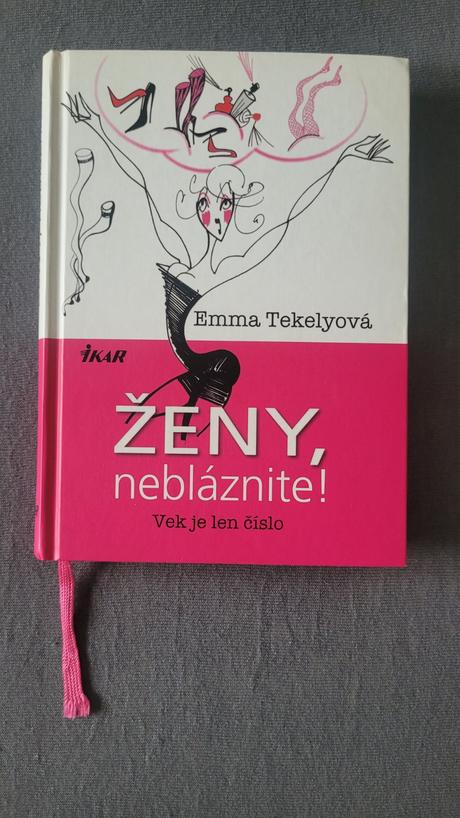 Emma Tekelyová
iKAR
ŽENY,
nebláznite!
Vek je len číslo